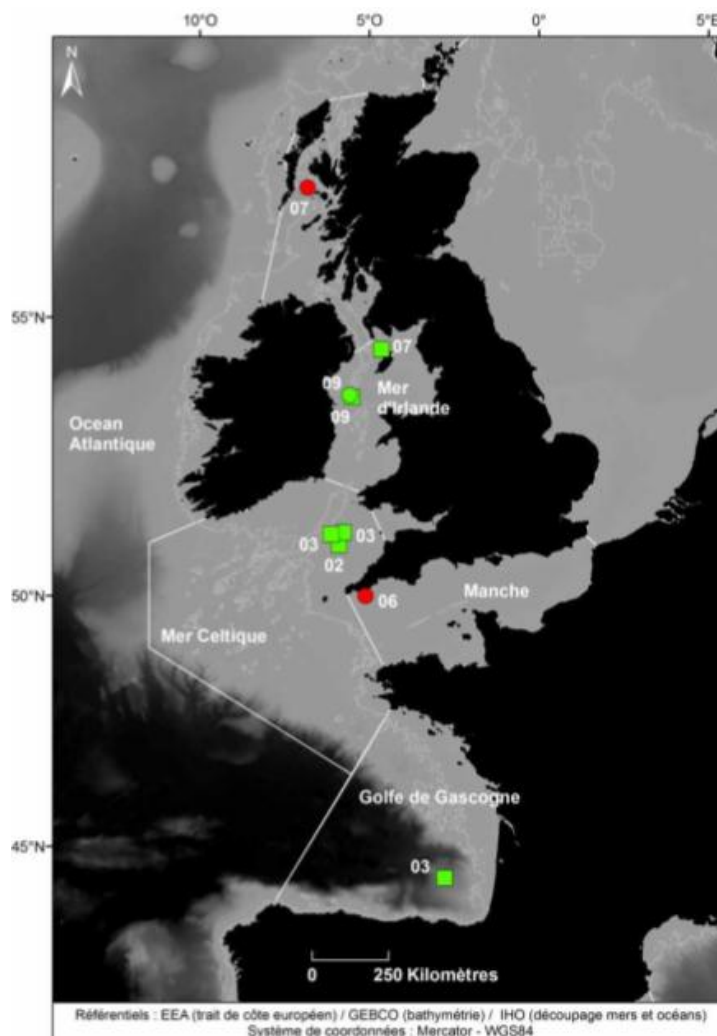 10°O 5°O 0° 5°E
N
07
55°N
07
09
Mer
d'Irlande
09
Ocean
Atlantique
03 03
02
50°N
06
Manche
Mer Celtique
Golfe de Gascogne
45°N
03
0 250 Kilomètres
Référentiels : EEA (trait de côte européen) / GEBCO (bathymétrie) / IHO (découpage mers et océans)
Système de coordonnées : Mercator - WGS84